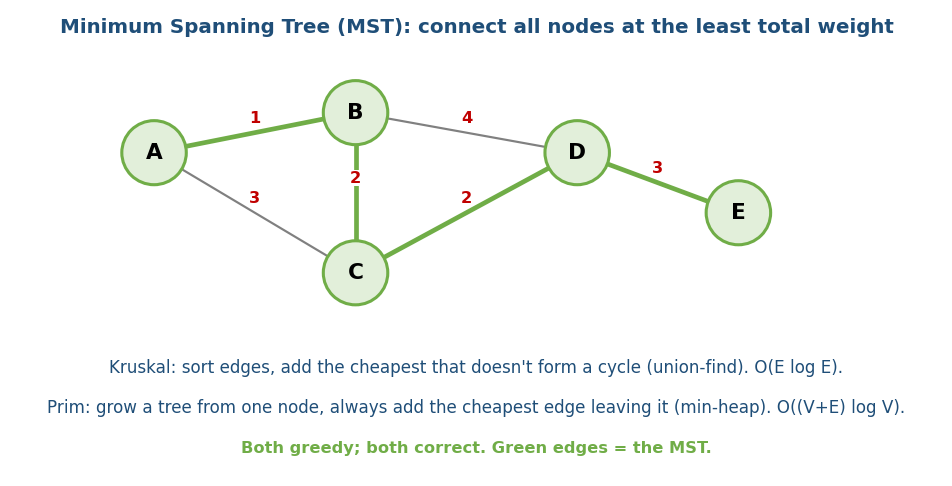 Minimum Spanning Tree (MST): connect all nodes at the least total weight
B
1
4
A
D
3
2
3
2
E
C
Kruskal: sort edges, add the cheapest that doesn't form a cycle (union-find). O(E log E).
Prim: grow a tree from one node, always add the cheapest edge leaving it (min-heap). O((V+E) log V).
Both greedy; both correct. Green edges = the MST.